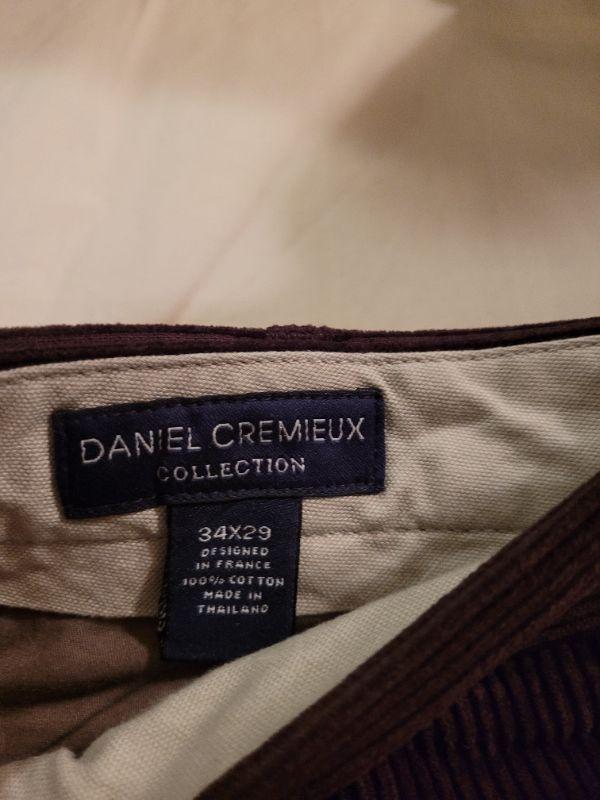 DANIEL CREMIEUX
COLLECTION
34X29
DESIGNED
IN FRANCE
100% COTTON
MADE IN
THAILAND